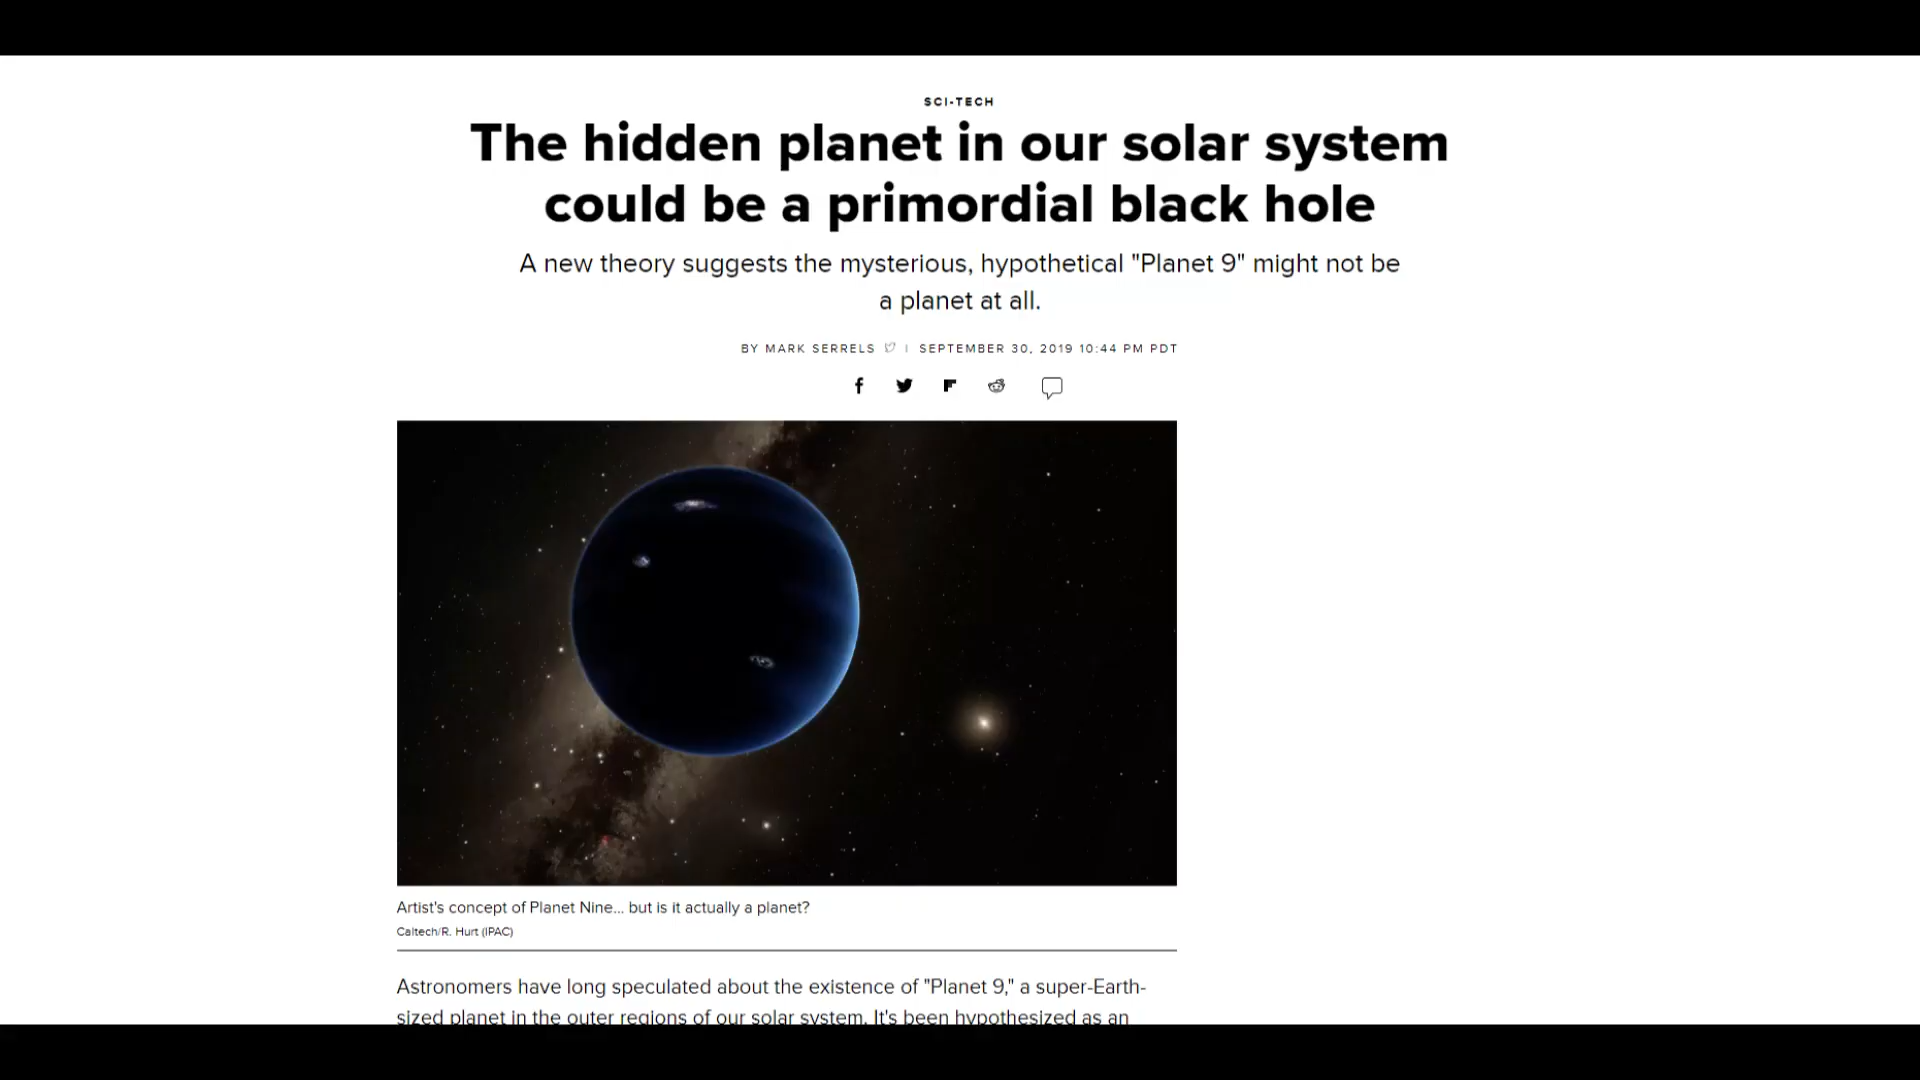 SCI-TECH
The hidden planet in our solar system
could be a primordial black hole
A new theory suggests the mysterious, hypothetical "Planet 9" might not be
a planet at all.
BY MARK SERRELS | SEPTEMBER 30, 2019 10:44 PM PDT
Artist's concept of Planet Nine... but is it actually a planet?
Caltech/R. Hurt (IPAC)
Astronomers have long speculated about the existence of "Planet 9," a super-Earth-
sized planet in the outer regions of our solar system. It's been hypothesized as an